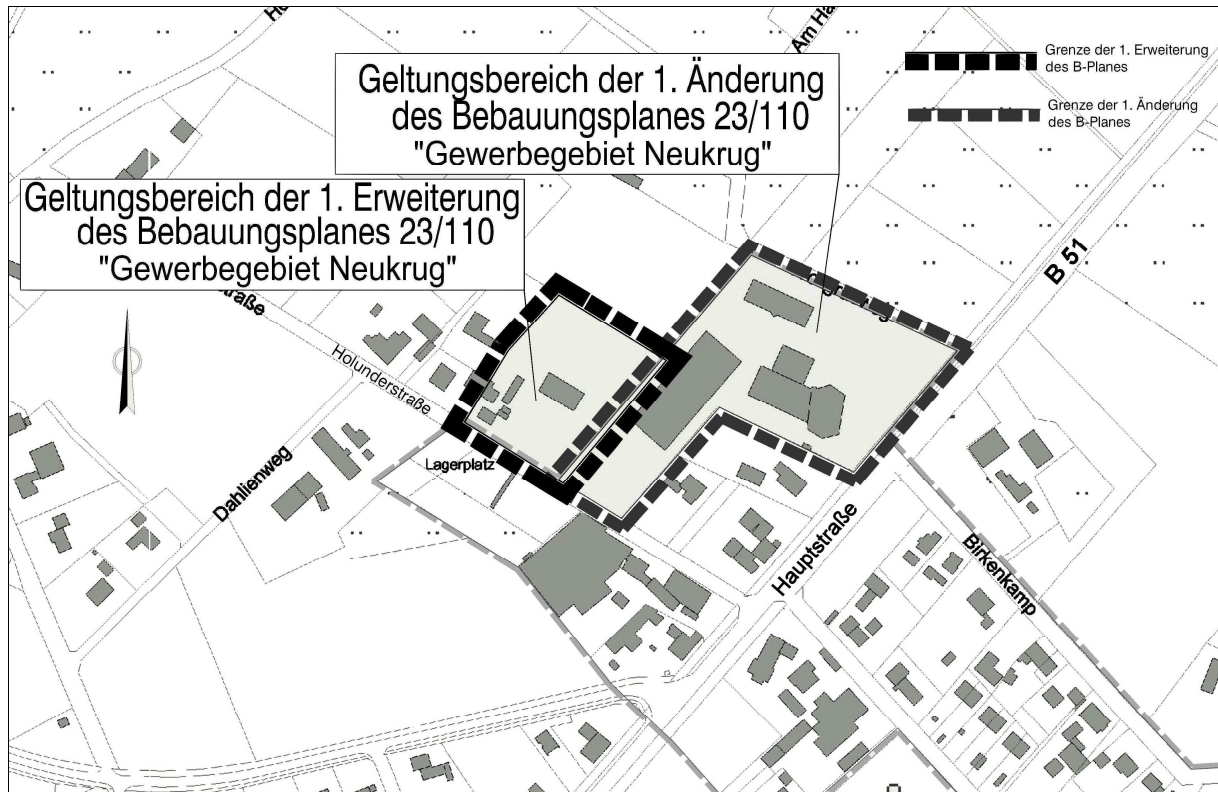 Am Ha
Grenze der 1. Erweiterung
des B-Planes
Grenze der 1. Änderung
des B-Planes
Geltungsbereich der 1. Änderung
des Bebauungsplanes 23/110
"Gewerbegebiet Neukrug"
Geltungsbereich der 1. Erweiterung
des Bebauungsplanes 23/110
"Gewerbegebiet Neukrug"
B 51
straße
Holunderstraße
Lagerplatz
Dahlienweg
Hauptstraße
Birkenkamp